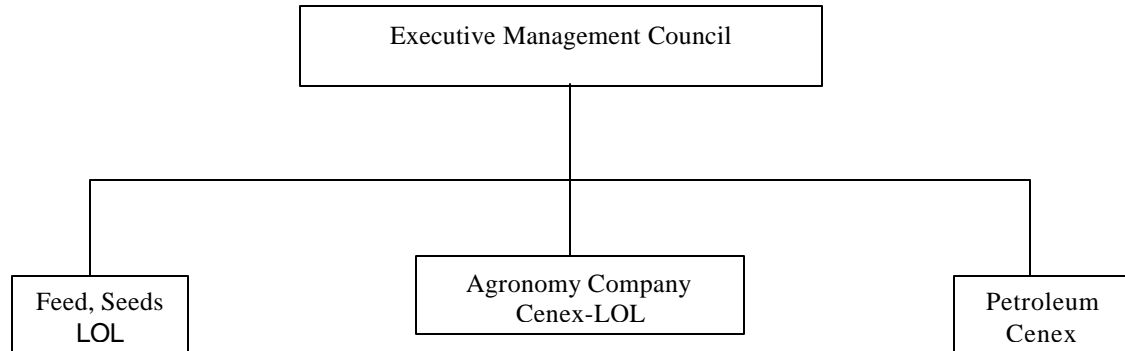 Executive Management Council
Feed, Seeds
LOL
Agronomy Company
Cenex-LOL
Petroleum
Cenex